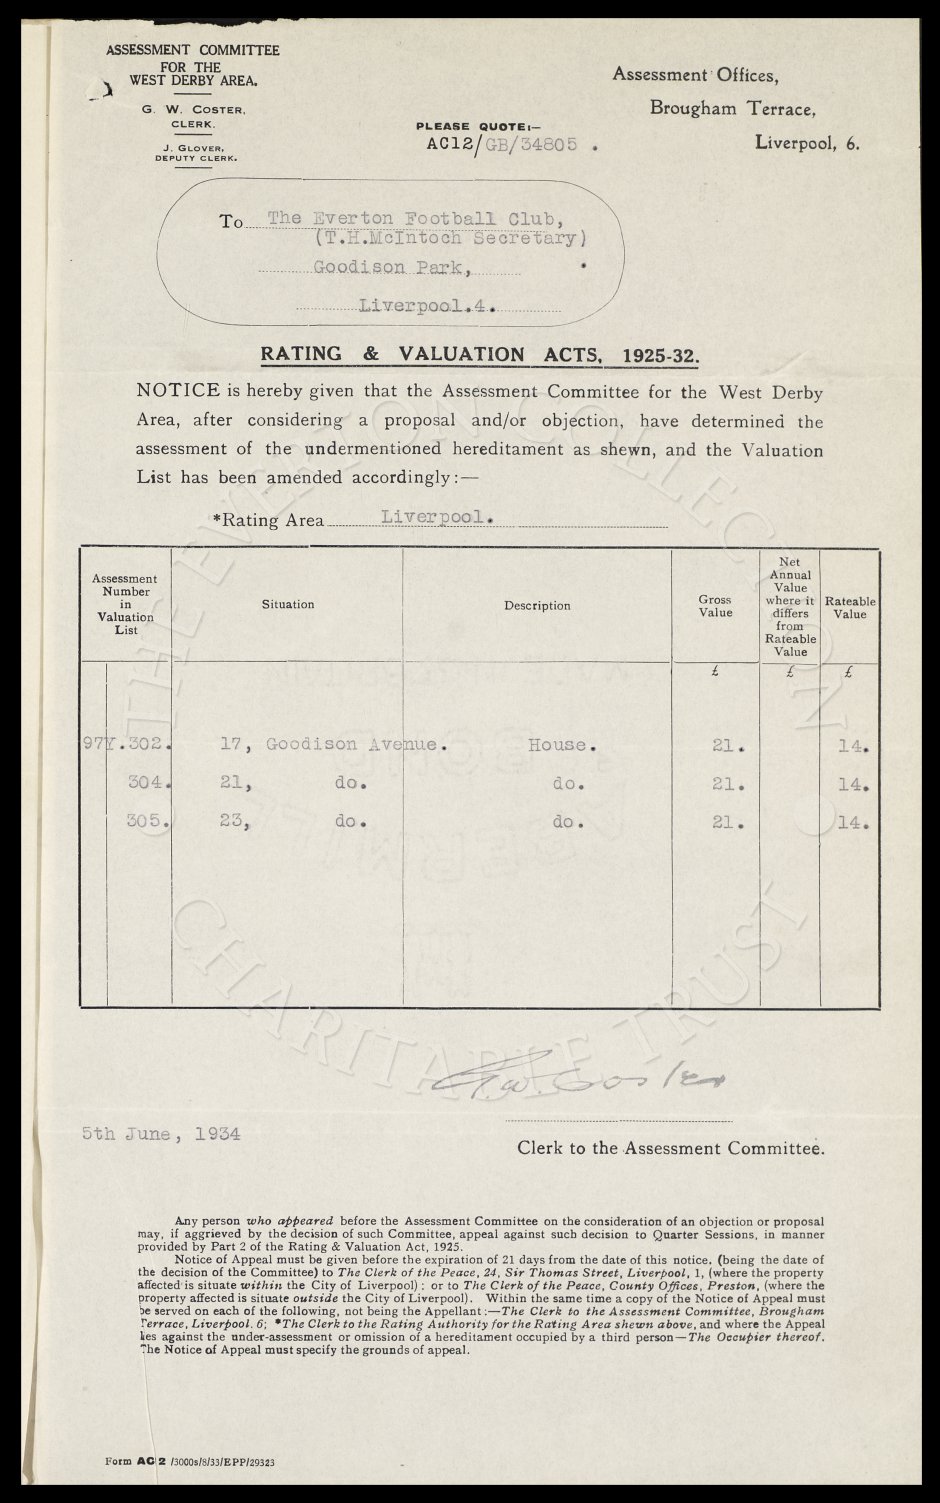 ASSESSMENT COMMITTEE
FOR THE
WEST DERBY AREA.
G. W. COSTER,
CLERK.
J. GLOVER,
DEPUTY CLERK.
Assessment Offices,
Brougham Terrace,
Liverpool, 6.
PLEASE QUOTE:—
AC12/GB/34805 .
To The Everton Football Club,
(T.H.McIntoch Secretary)
Goodison Park,
Liverpool.4.
RATING & VALUATION ACTS, 1925-32.
NOTICE is hereby given that the Assessment Committee for the West Derby
Area, after considering a proposal and/or objection, have determined the
assessment of the undermentioned hereditament as shewn, and the Valuation
List has been amended accordingly:—
*Rating Area Liverpool.
Assessment Number in Valuation List Situation Description Gross Value Net Annual Value where it differs from Rateable Value Rateable Value
£ £ £
97Y.302. 17, Goodison Avenue. House. 21. 14.
304. 21, do. do. 21. 14.
305. 23, do. do. 21. 14.
G.W. Coster
5th June, 1934
Clerk to the Assessment Committee.
Any person who appeared before the Assessment Committee on the consideration of an objection or proposal
may, if aggrieved by the decision of such Committee, appeal against such decision to Quarter Sessions, in manner
provided by Part 2 of the Rating & Valuation Act, 1925.
Notice of Appeal must be given before the expiration of 21 days from the date of this notice, (being the date of
the decision of the Committee) to The Clerk of the Peace, 24, Sir Thomas Street, Liverpool, 1, (where the property
affected is situate within the City of Liverpool) ; or to The Clerk of the Peace, County Offices, Preston, (where the
property affected is situate outside the City of Liverpool). Within the same time a copy of the Notice of Appeal must
be served on each of the following, not being the Appellant :—The Clerk to the Assessment Committee, Brougham
Terrace, Liverpool. 6; *The Clerk to the Rating Authority for the Rating Area shewn above, and where the Appeal
lies against the under-assessment or omission of a hereditament occupied by a third person—The Occupier thereof.
The Notice of Appeal must specify the grounds of appeal.
Form AC 2 /3000s/8/33/EPP/29323
© THE EVERTON COLLECTION
CHARITABLE TRUST